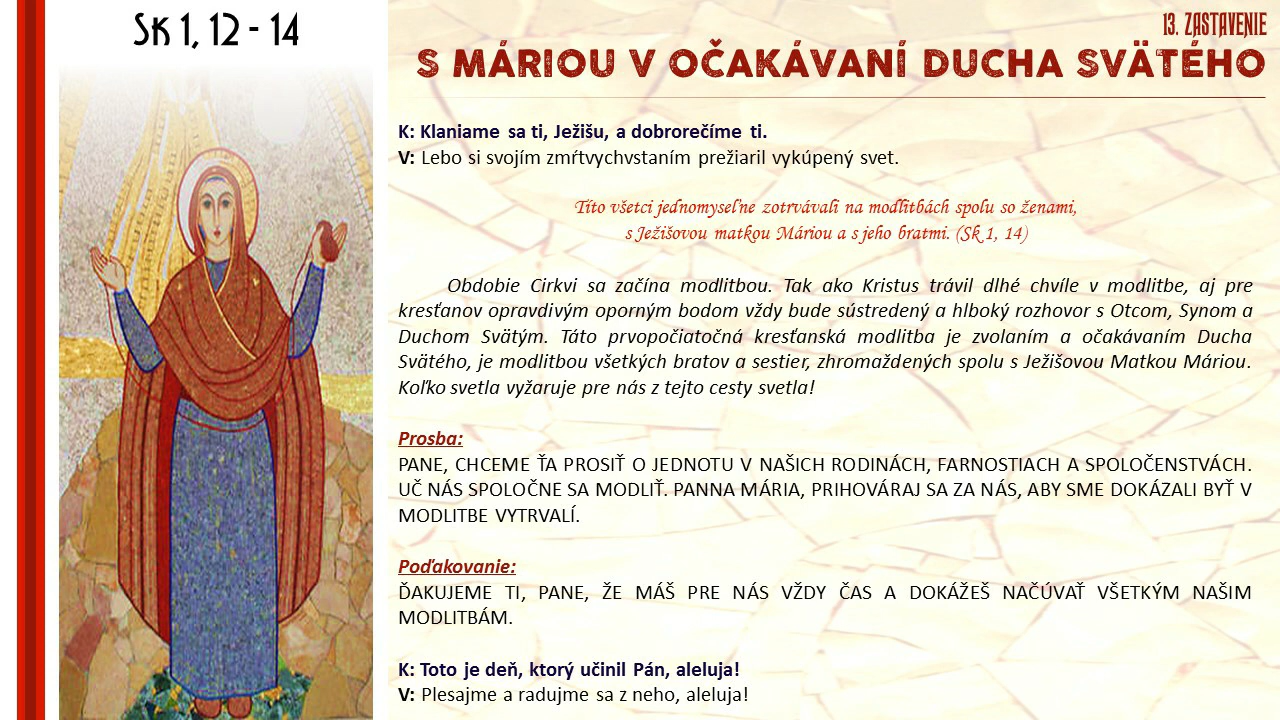 Sk 1, 12 - 14
13. ZASTAVENIE
S MÁRIOU V OČAKÁVANÍ DUCHA SVÄTÉHO
K: Klaniame sa ti, Ježišu, a dobrorečíme ti.
V: Lebo si svojím zmŕtvychvstaním prežiaril vykúpený svet.
Títo všetci jednomyseľne zotrvávali na modlitbách spolu so ženami,
s Ježišovou matkou Máriou a s jeho bratmi. (Sk 1, 14)
Obdobie Cirkvi sa začína modlitbou. Tak ako Kristus trávil dlhé chvíle v modlitbe, aj pre
kresťanov opravdivým oporným bodom vždy bude sústredený a hlboký rozhovor s Otcom, Synom a
Duchom Svätým. Táto prvopočiatočná kresťanská modlitba je zvolaním a očakávaním Ducha
Svätého, je modlitbou všetkých bratov a sestier, zhromaždených spolu s Ježišovou Matkou Máriou.
Koľko svetla vyžaruje pre nás z tejto cesty svetla!
Prosba:
PANE, CHCEME ŤA PROSIŤ O JEDNOTU V NAŠICH RODINÁCH, FARNOSTIACH A SPOLOČENSTVÁCH.
UČ NÁS SPOLOČNE SA MODLIŤ. PANNA MÁRIA, PRIHOVÁRAJ SA ZA NÁS, ABY SME DOKÁZALI BYŤ V
MODLITBE VYTRVALÍ.
Poďakovanie:
ĎAKUJEME TI, PANE, ŽE MÁŠ PRE NÁS VŽDY ČAS A DOKÁŽEŠ NAČÚVAŤ VŠETKÝM NAŠIM
MODLITBÁM.
K: Toto je deň, ktorý učinil Pán, aleluja!
V: Plesajme a radujme sa z neho, aleluja!